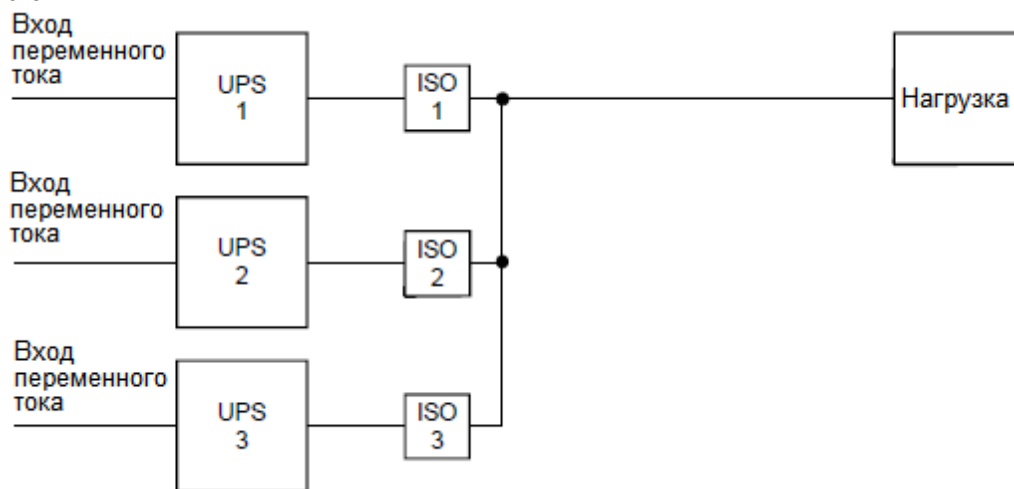 Вход
переменного
тока
UPS
1
ISO
1
Нагрузка
Вход
переменного
тока
UPS
2
ISO
2
Вход
переменного
тока
UPS
3
ISO
3